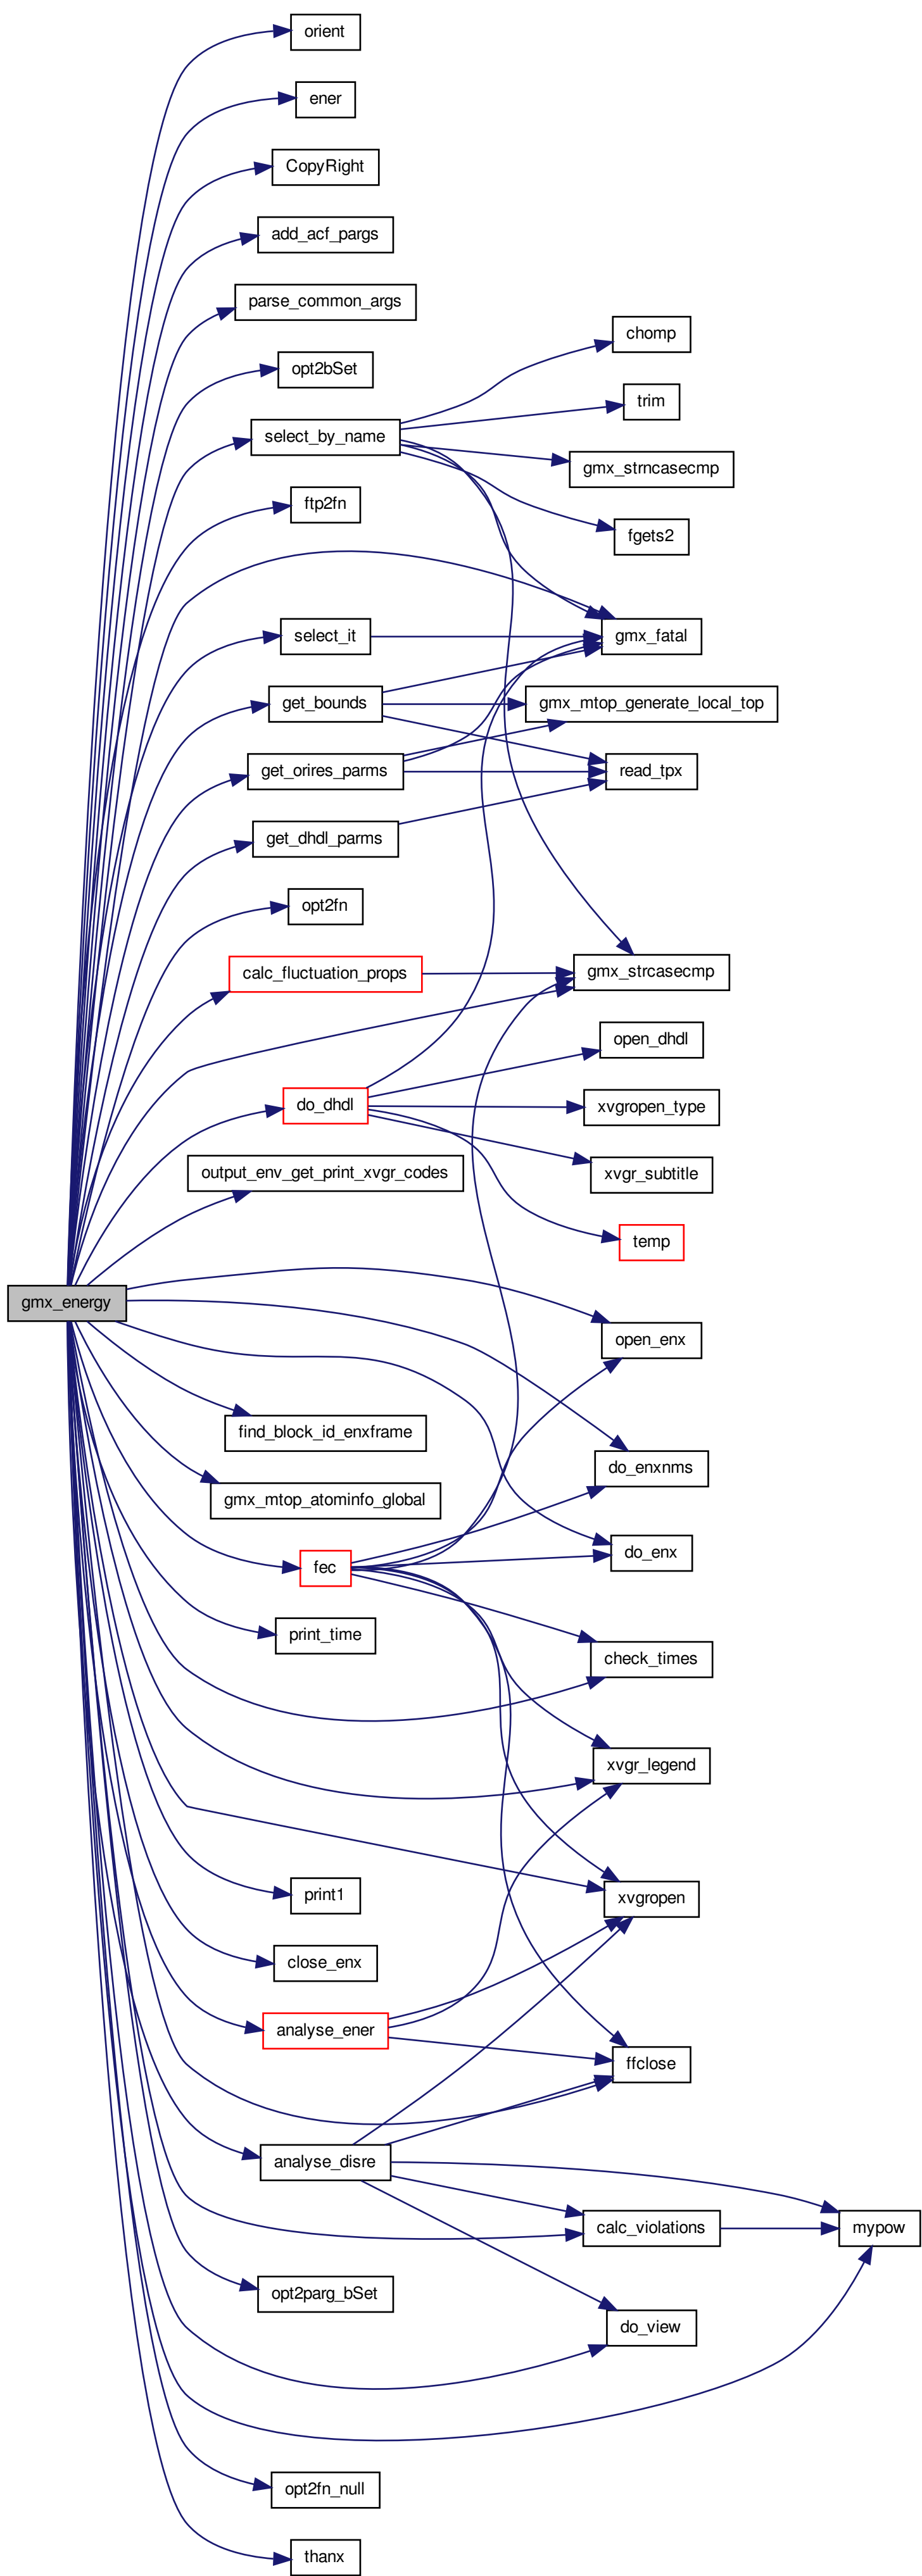 orient
ener
CopyRight
add_acf_pargs
parse_common_args
chomp
opt2bSet
trim
select_by_name
gmx_strncasecmp
ftp2fn
fgets2
select_it
gmx_fatal
get_bounds
gmx_mtop_generate_local_top
get_orires_parms
read_tpx
get_dhdl_parms
opt2fn
calc_fluctuation_props
gmx_strcasecmp
open_dhdl
do_dhdl
xvgropen_type
output_env_get_print_xvgr_codes
xvgr_subtitle
temp
gmx_energy
open_enx
find_block_id_enxframe
do_enxnms
gmx_mtop_atominfo_global
do_enx
fec
print_time
check_times
xvgr_legend
print1
xvgropen
close_enx
analyse_ener
ffclose
analyse_disre
calc_violations
mypow
opt2parg_bSet
do_view
opt2fn_null
thanx